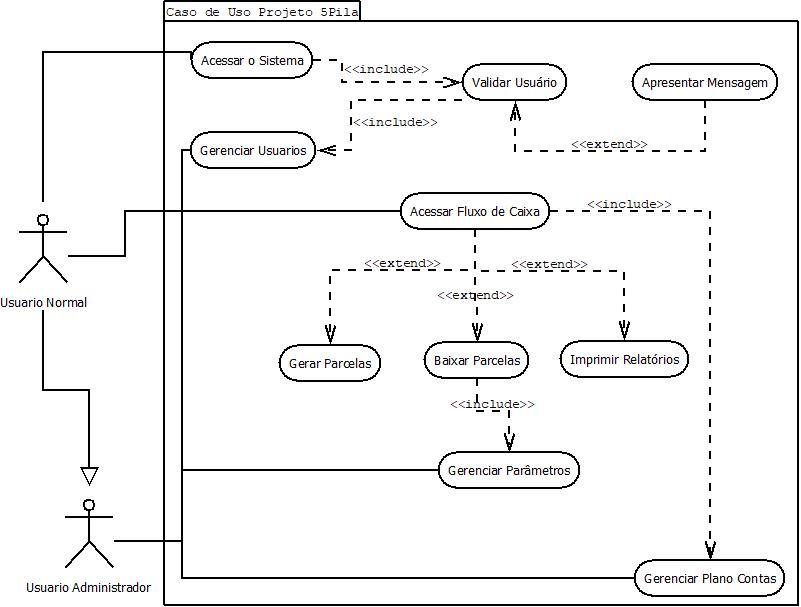 Caso de Uso Projeto 5Pila
Acessar o Sistema
<<include>>
Validar Usuário
Apresentar Mensagem
<<include>>
<<extend>>
Gerenciar Usuarios
Acessar Fluxo de Caixa
<<include>>
Usuario Normal
<<extend>>
<<extend>>
<<extend>>
Gerar Parcelas
Baixar Parcelas
Imprimir Relatórios
<<include>>
Gerenciar Parâmetros
Usuario Administrador
Gerenciar Plano Contas